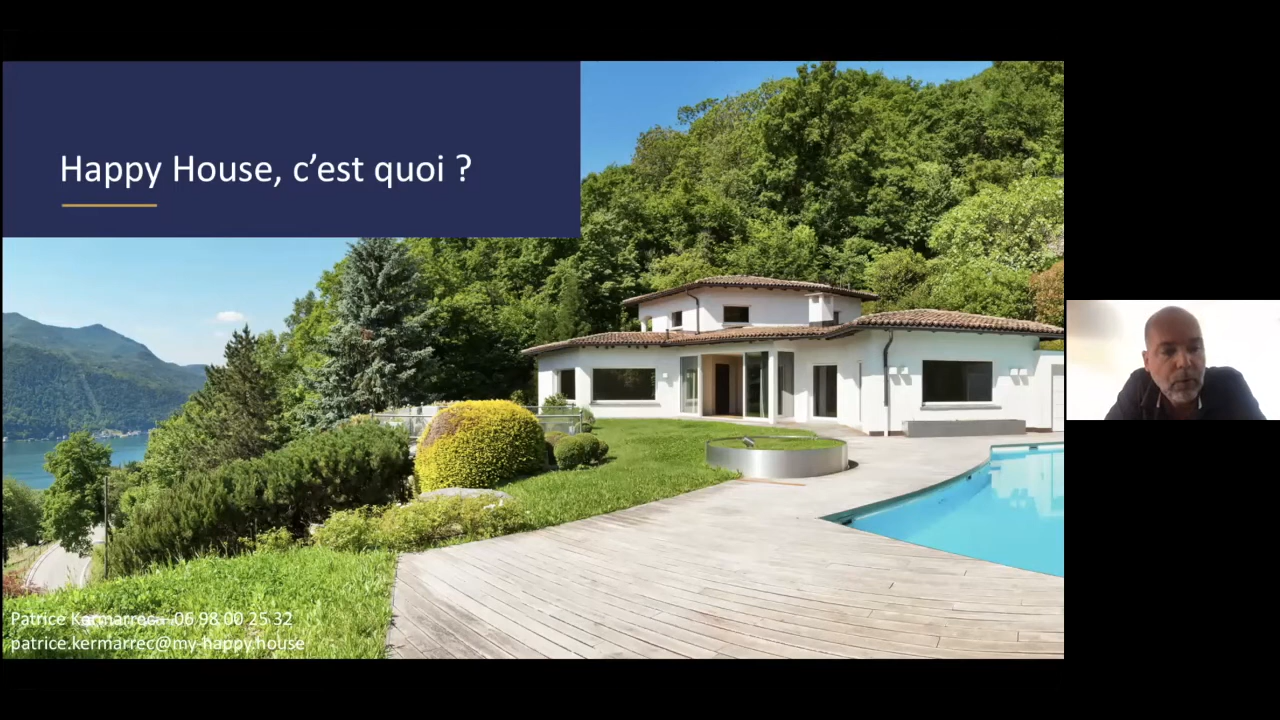 Happy House, c’est quoi ?
Patrice Kermarrec – 06 98 00 25 32
patrice.kermarrec@my-happy.house